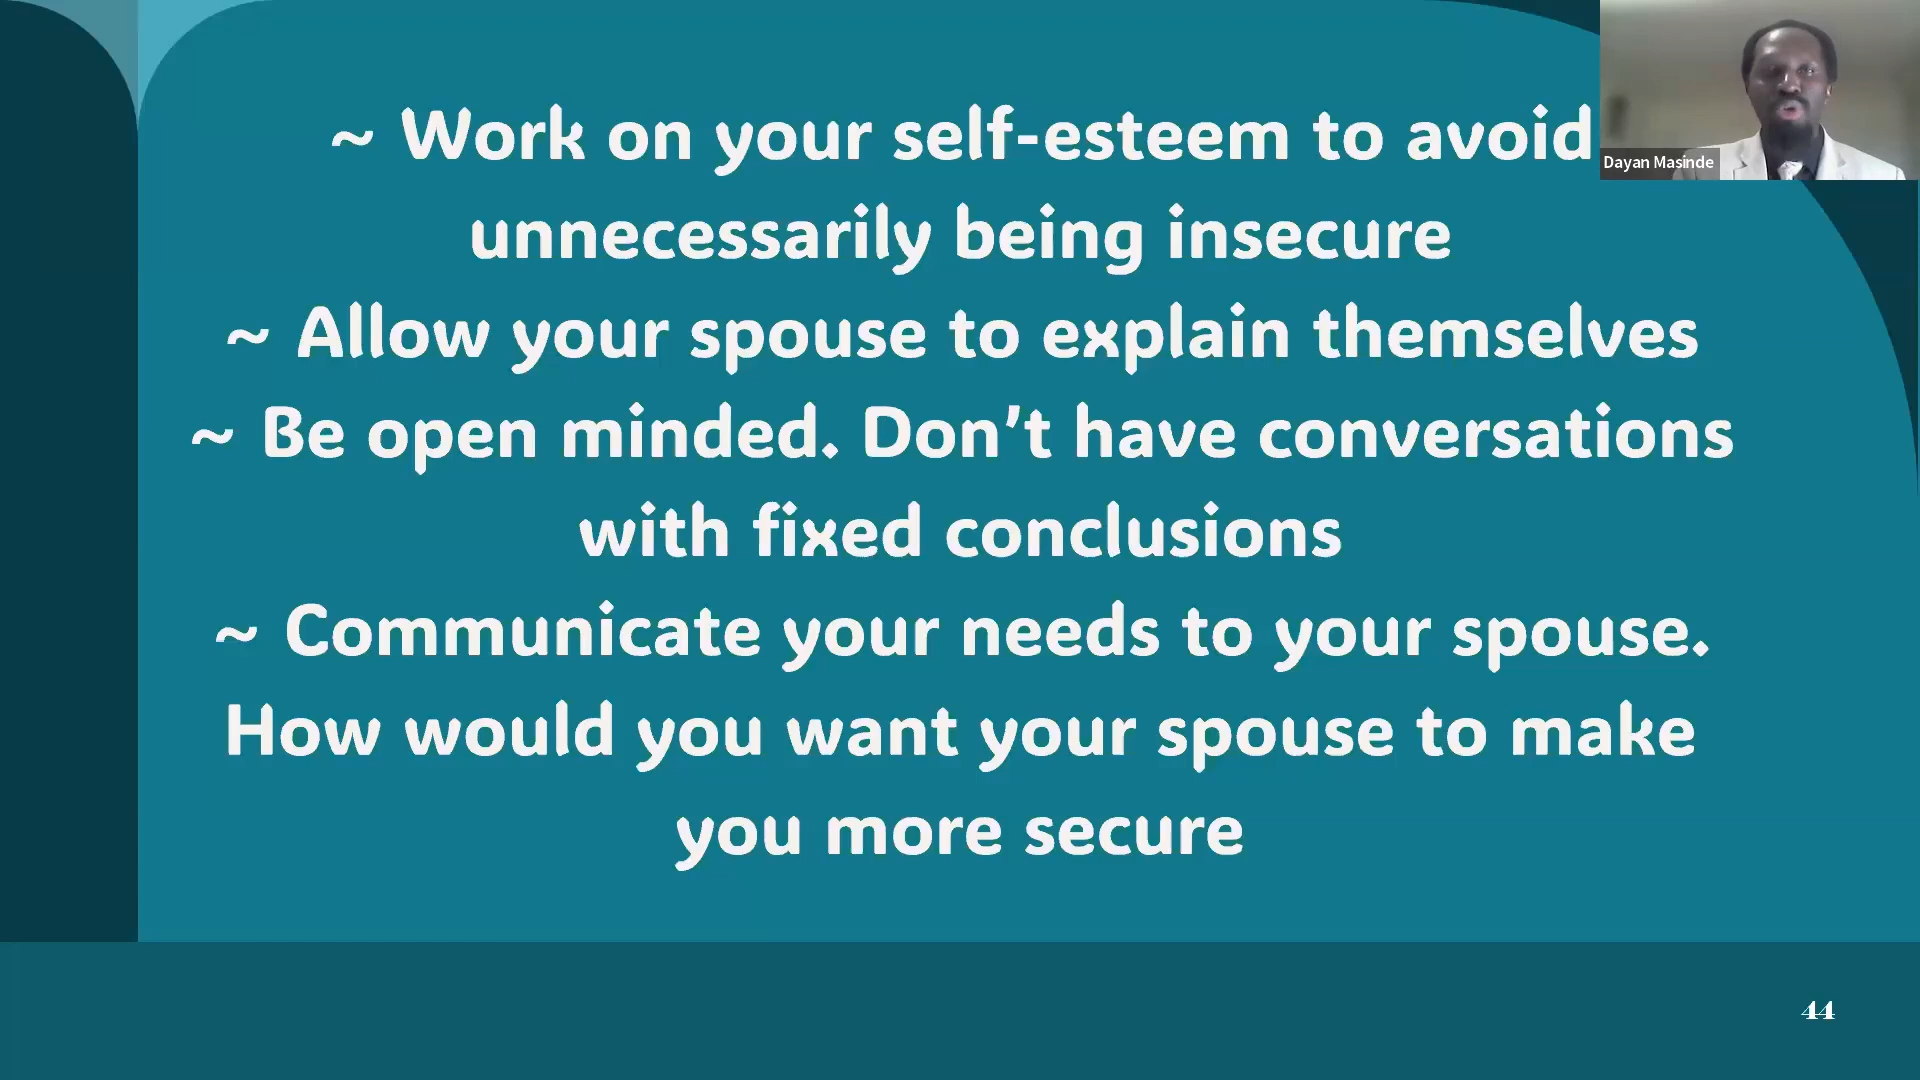 ~ Work on your self-esteem to avoid
unnecessarily being insecure
~ Allow your spouse to explain themselves
~ Be open minded. Don’t have conversations
with fixed conclusions
~ Communicate your needs to your spouse.
How would you want your spouse to make
you more secure
Dayan Masinde
44